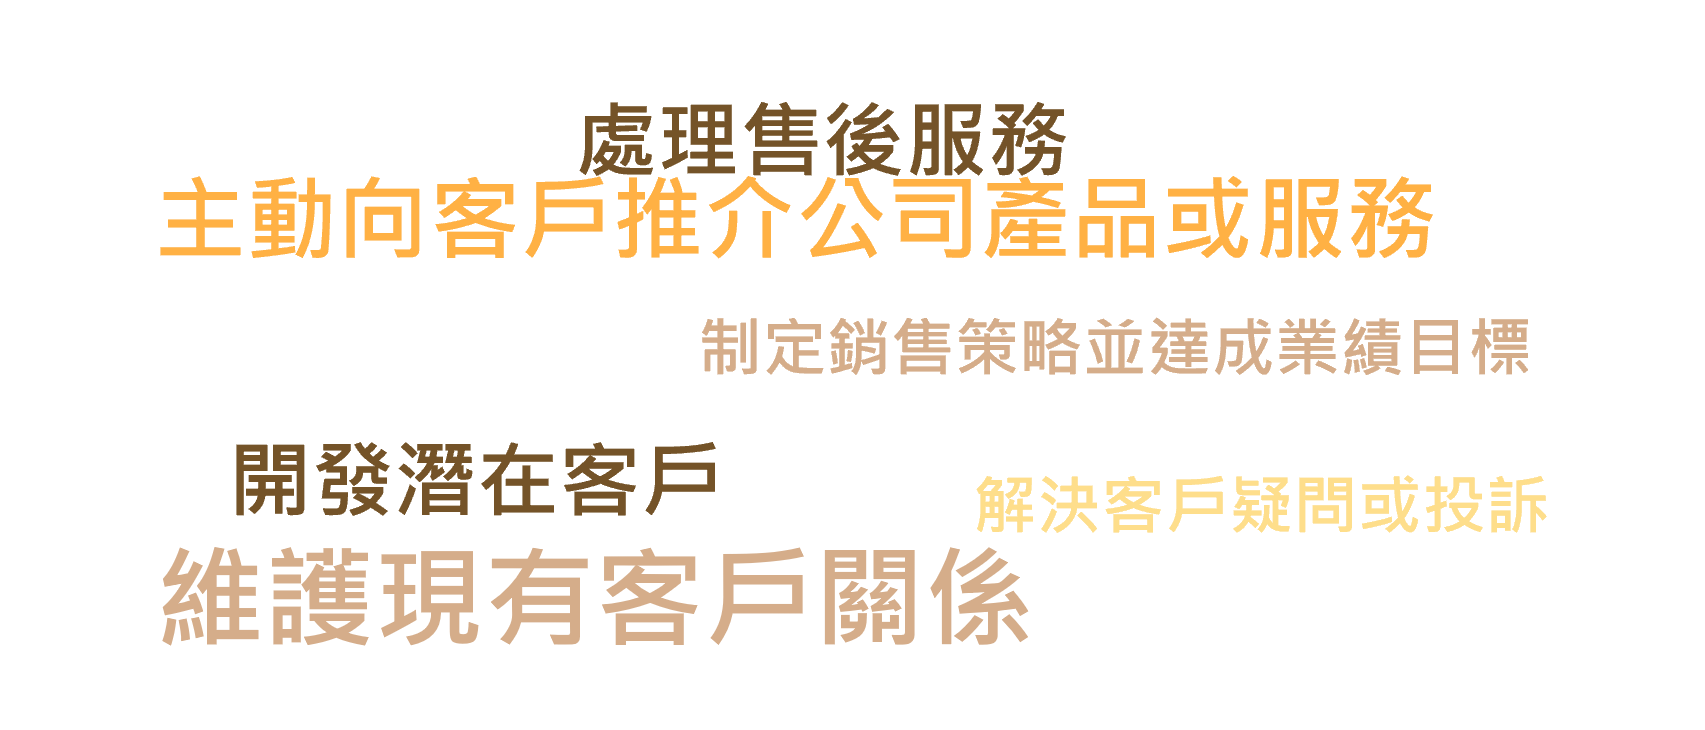 處理售後服務
主動向客戶推介公司產品或服務
制定銷售策略並達成業績目標
開發潛在客戶
解決客戶疑問或投訴
維護現有客戶關係